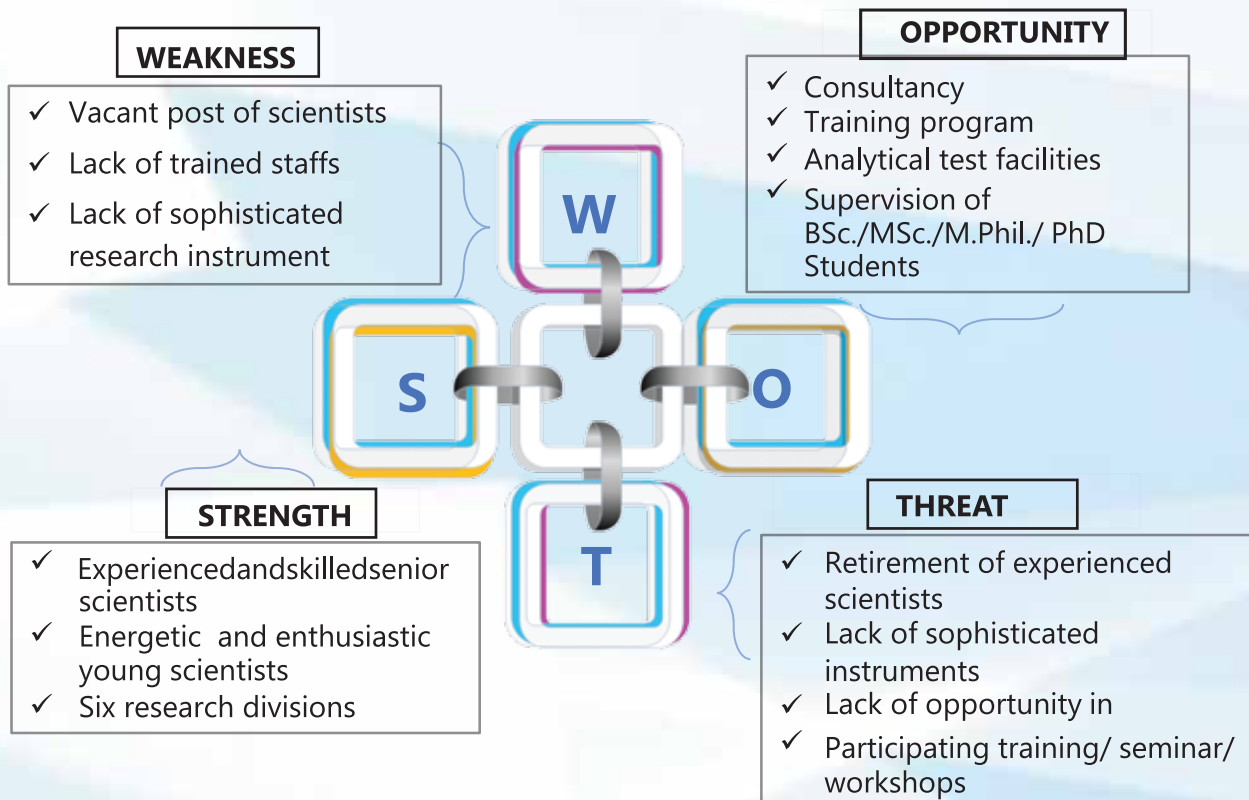 WEAKNESS
✓ Vacant post of scientists
✓ Lack of trained staffs
✓ Lack of sophisticated
research instrument
OPPORTUNITY
✓ Consultancy
✓ Training program
✓ Analytical test facilities
✓ Supervision of
BSc./MSc./M.Phil./ PhD
Students
W
S
O
T
STRENGTH
✓ Experiencedandskilledsenior
scientists
✓ Energetic and enthusiastic
young scientists
✓ Six research divisions
THREAT
✓ Retirement of experienced
scientists
✓ Lack of sophisticated
instruments
✓ Lack of opportunity in
✓ Participating training/ seminar/
workshops